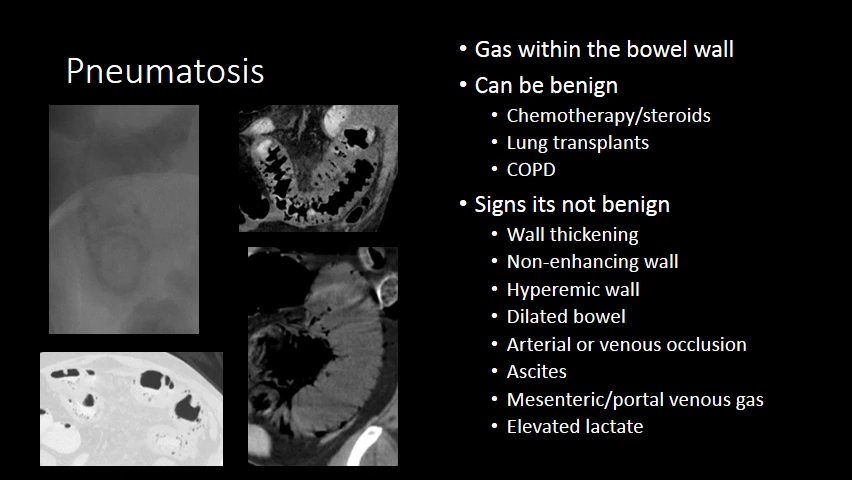 Pneumatosis
• Gas within the bowel wall
• Can be benign
• Chemotherapy/steroids
• Lung transplants
• COPD
• Signs its not benign
• Wall thickening
• Non-enhancing wall
• Hyperemic wall
• Dilated bowel
• Arterial or venous occlusion
• Ascites
• Mesenteric/portal venous gas
• Elevated lactate